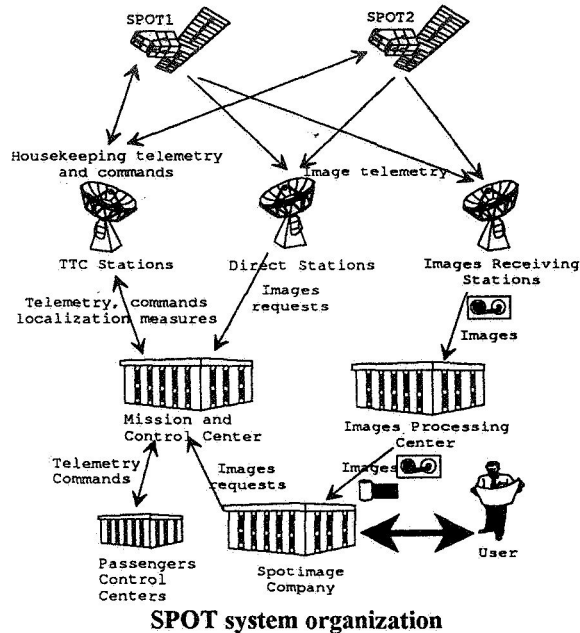 SPOT1
SPOT2
Housekeeping telemetry
and commands
Image telemetry
TTC Stations
Direct Stations
Images Receiving
Stations
Telemetry, commands
localization measures
Images
requests
Images
Mission and
Control Center
Images Processing
Center
Telemetry
Commands
Images
requests
Images
Passengers
Control
Centers
Spotimage
Company
User
SPOT system organization